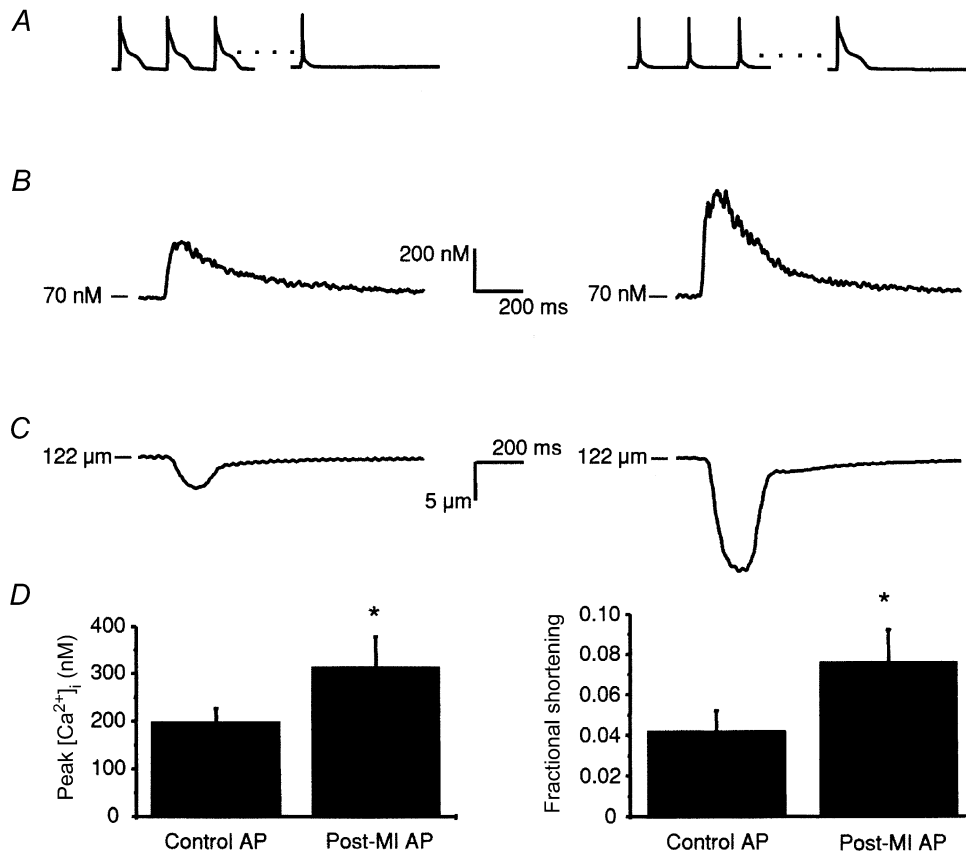 A
B
200 nM
70 nM
200 ms
70 nM
C
122 µm
200 ms
5 µm
122 µm
D
Peak [Ca2+]i (nM)
400
300
200
100
0
*
Control AP
Post-MI AP
Fractional shortening
0.10
0.08
0.06
0.04
0.02
0
*
Control AP
Post-MI AP